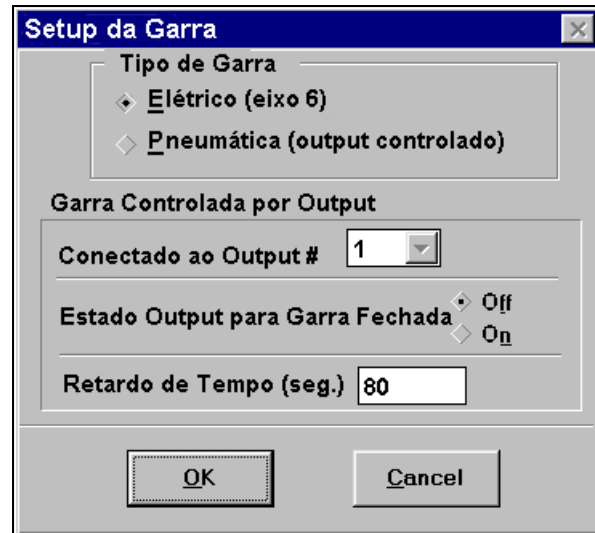 Setup da Garra
Tipo de Garra
Elétrico (eixo 6)
Pneumática (output controlado)
Garra Controlada por Output
Conectado ao Output # 1
Estado Output para Garra Fechada
Off
On
Retardo de Tempo (seg.) 80
OK Cancel